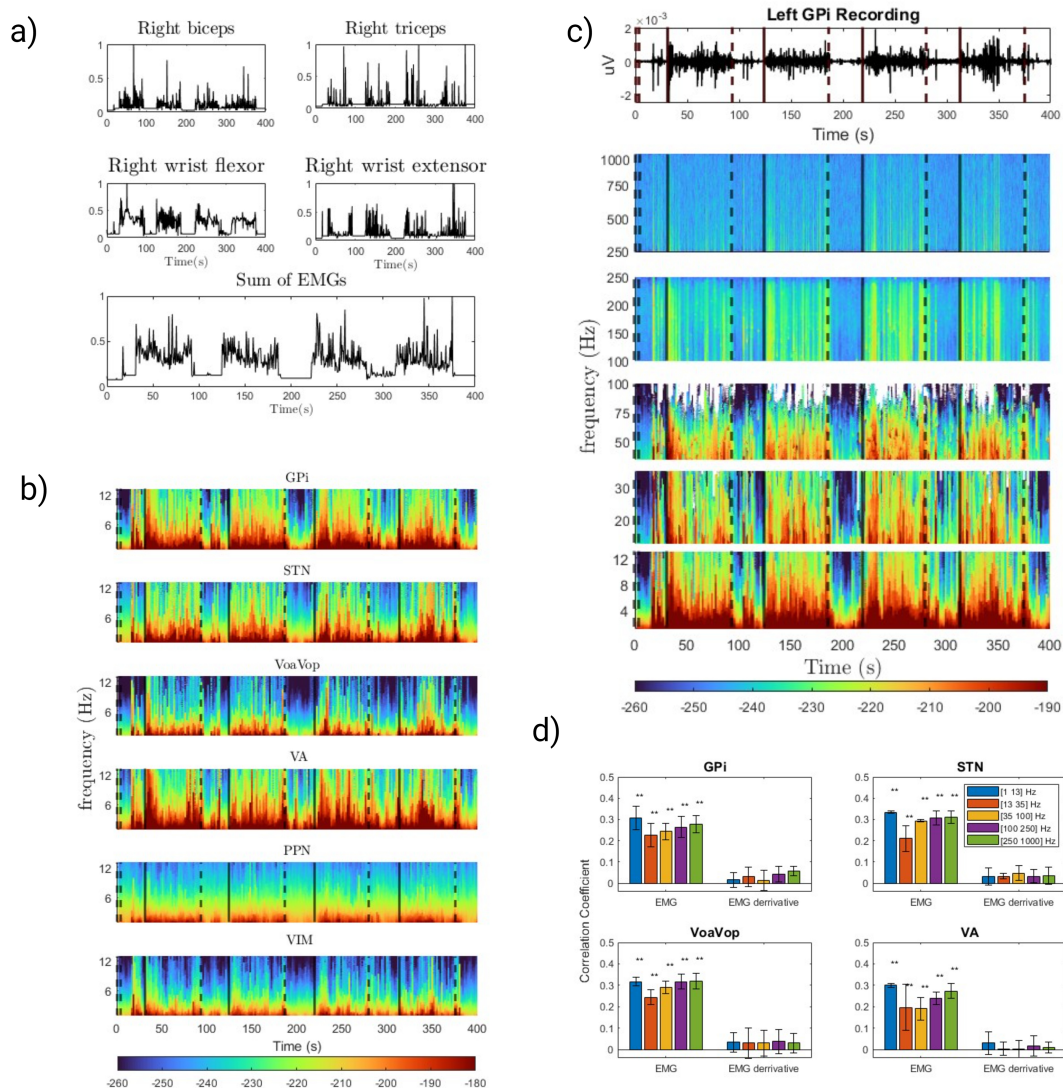 a)
Right biceps
1
0.5
0
0 100 200 300 400
Right triceps
1
0.5
0
0 100 200 300 400
Right wrist flexor
1
0.5
0
0 100 200 300 400
Time(s)
Right wrist extensor
1
0.5
0
0 100 200 300 400
Time(s)
Sum of EMGs
1
0.5
0
0 50 100 150 200 250 300 350 400
Time(s)
b)
frequency (Hz)
GPi
12
6
STN
12
6
VoaVop
12
6
VA
12
6
PPN
12
6
VIM
12
6
0 50 100 150 200 250 300 350 400
Time (s)
-260 -240 -230 -220 -210 -200 -190 -180
c)
Left GPi Recording
×10⁻³
2
0
-2
uV
0 50 100 150 200 250 300 350 400
Time (s)
frequency (Hz)
1000
750
500
250
250
200
150
100
100
75
50
30
20
12
8
4
0 50 100 150 200 250 300 350 400
Time (s)
-260 -250 -240 -230 -220 -210 -200 -190
d)
Correlation Coefficient
GPi
0.5
0.4
0.3
0.2
0.1
0
** ** ** ** **
EMG EMG derrivative
STN
0.5
0.4
0.3
0.2
0.1
0
** ** ** ** **
[1 13] Hz
[13 35] Hz
[35 100] Hz
[100 250] Hz
[250 1000] Hz
EMG EMG derrivative
VoaVop
0.5
0.4
0.3
0.2
0.1
0
** ** ** ** **
EMG EMG derrivative
VA
0.5
0.4
0.3
0.2
0.1
0
** ** ** ** **
EMG EMG derrivative